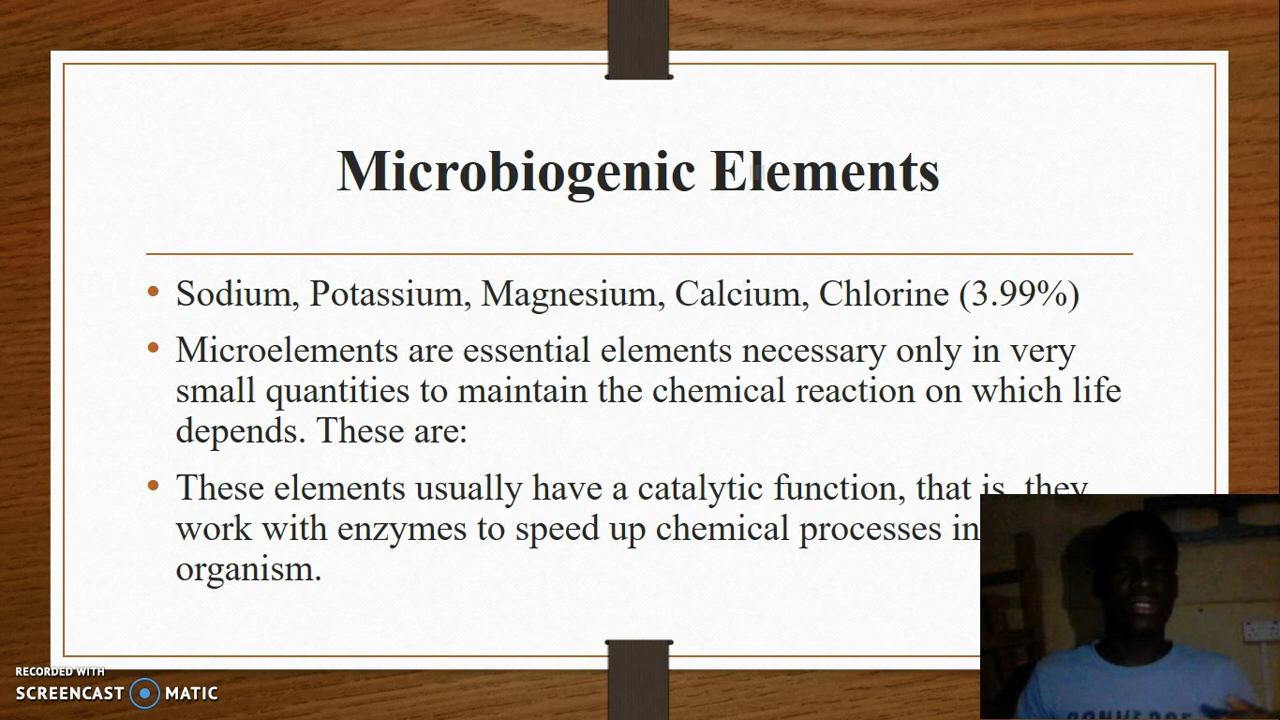 Microbiogenic Elements
• Sodium, Potassium, Magnesium, Calcium, Chlorine (3.99%)
• Microelements are essential elements necessary only in very
small quantities to maintain the chemical reaction on which life
depends. These are:
• These elements usually have a catalytic function, that is, they
work with enzymes to speed up chemical processes in
organism.
RECORDED WITH
SCREENCAST MATIC